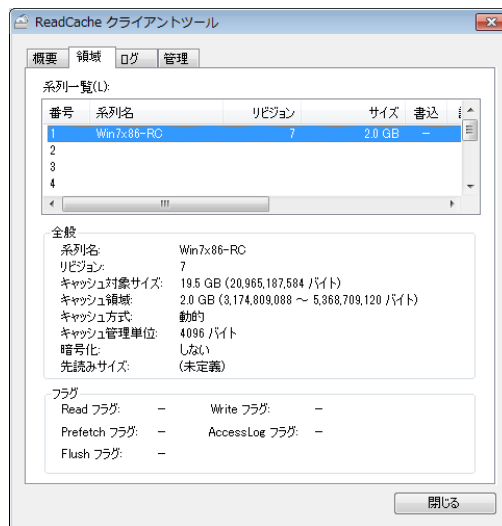 ReadCache クライアントツール
概要 領域 ログ 管理
系列一覧(L):
番号 系列名 リビジョン サイズ 書込
1 Win7x86-RC 7 2.0 GB －
2
3
4
全般
系列名: Win7x86-RC
リビジョン: 7
キャッシュ対象サイズ: 19.5 GB (20,965,187,584 バイト)
キャッシュ領域: 2.0 GB (3,174,809,088 ～ 5,368,709,120 バイト)
キャッシュ方式: 動的
キャッシュ管理単位: 4096 バイト
暗号化: しない
先読みサイズ: (未定義)
フラグ
Read フラグ: － Write フラグ: －
Prefetch フラグ: － AccessLog フラグ: －
Flush フラグ: －
閉じる